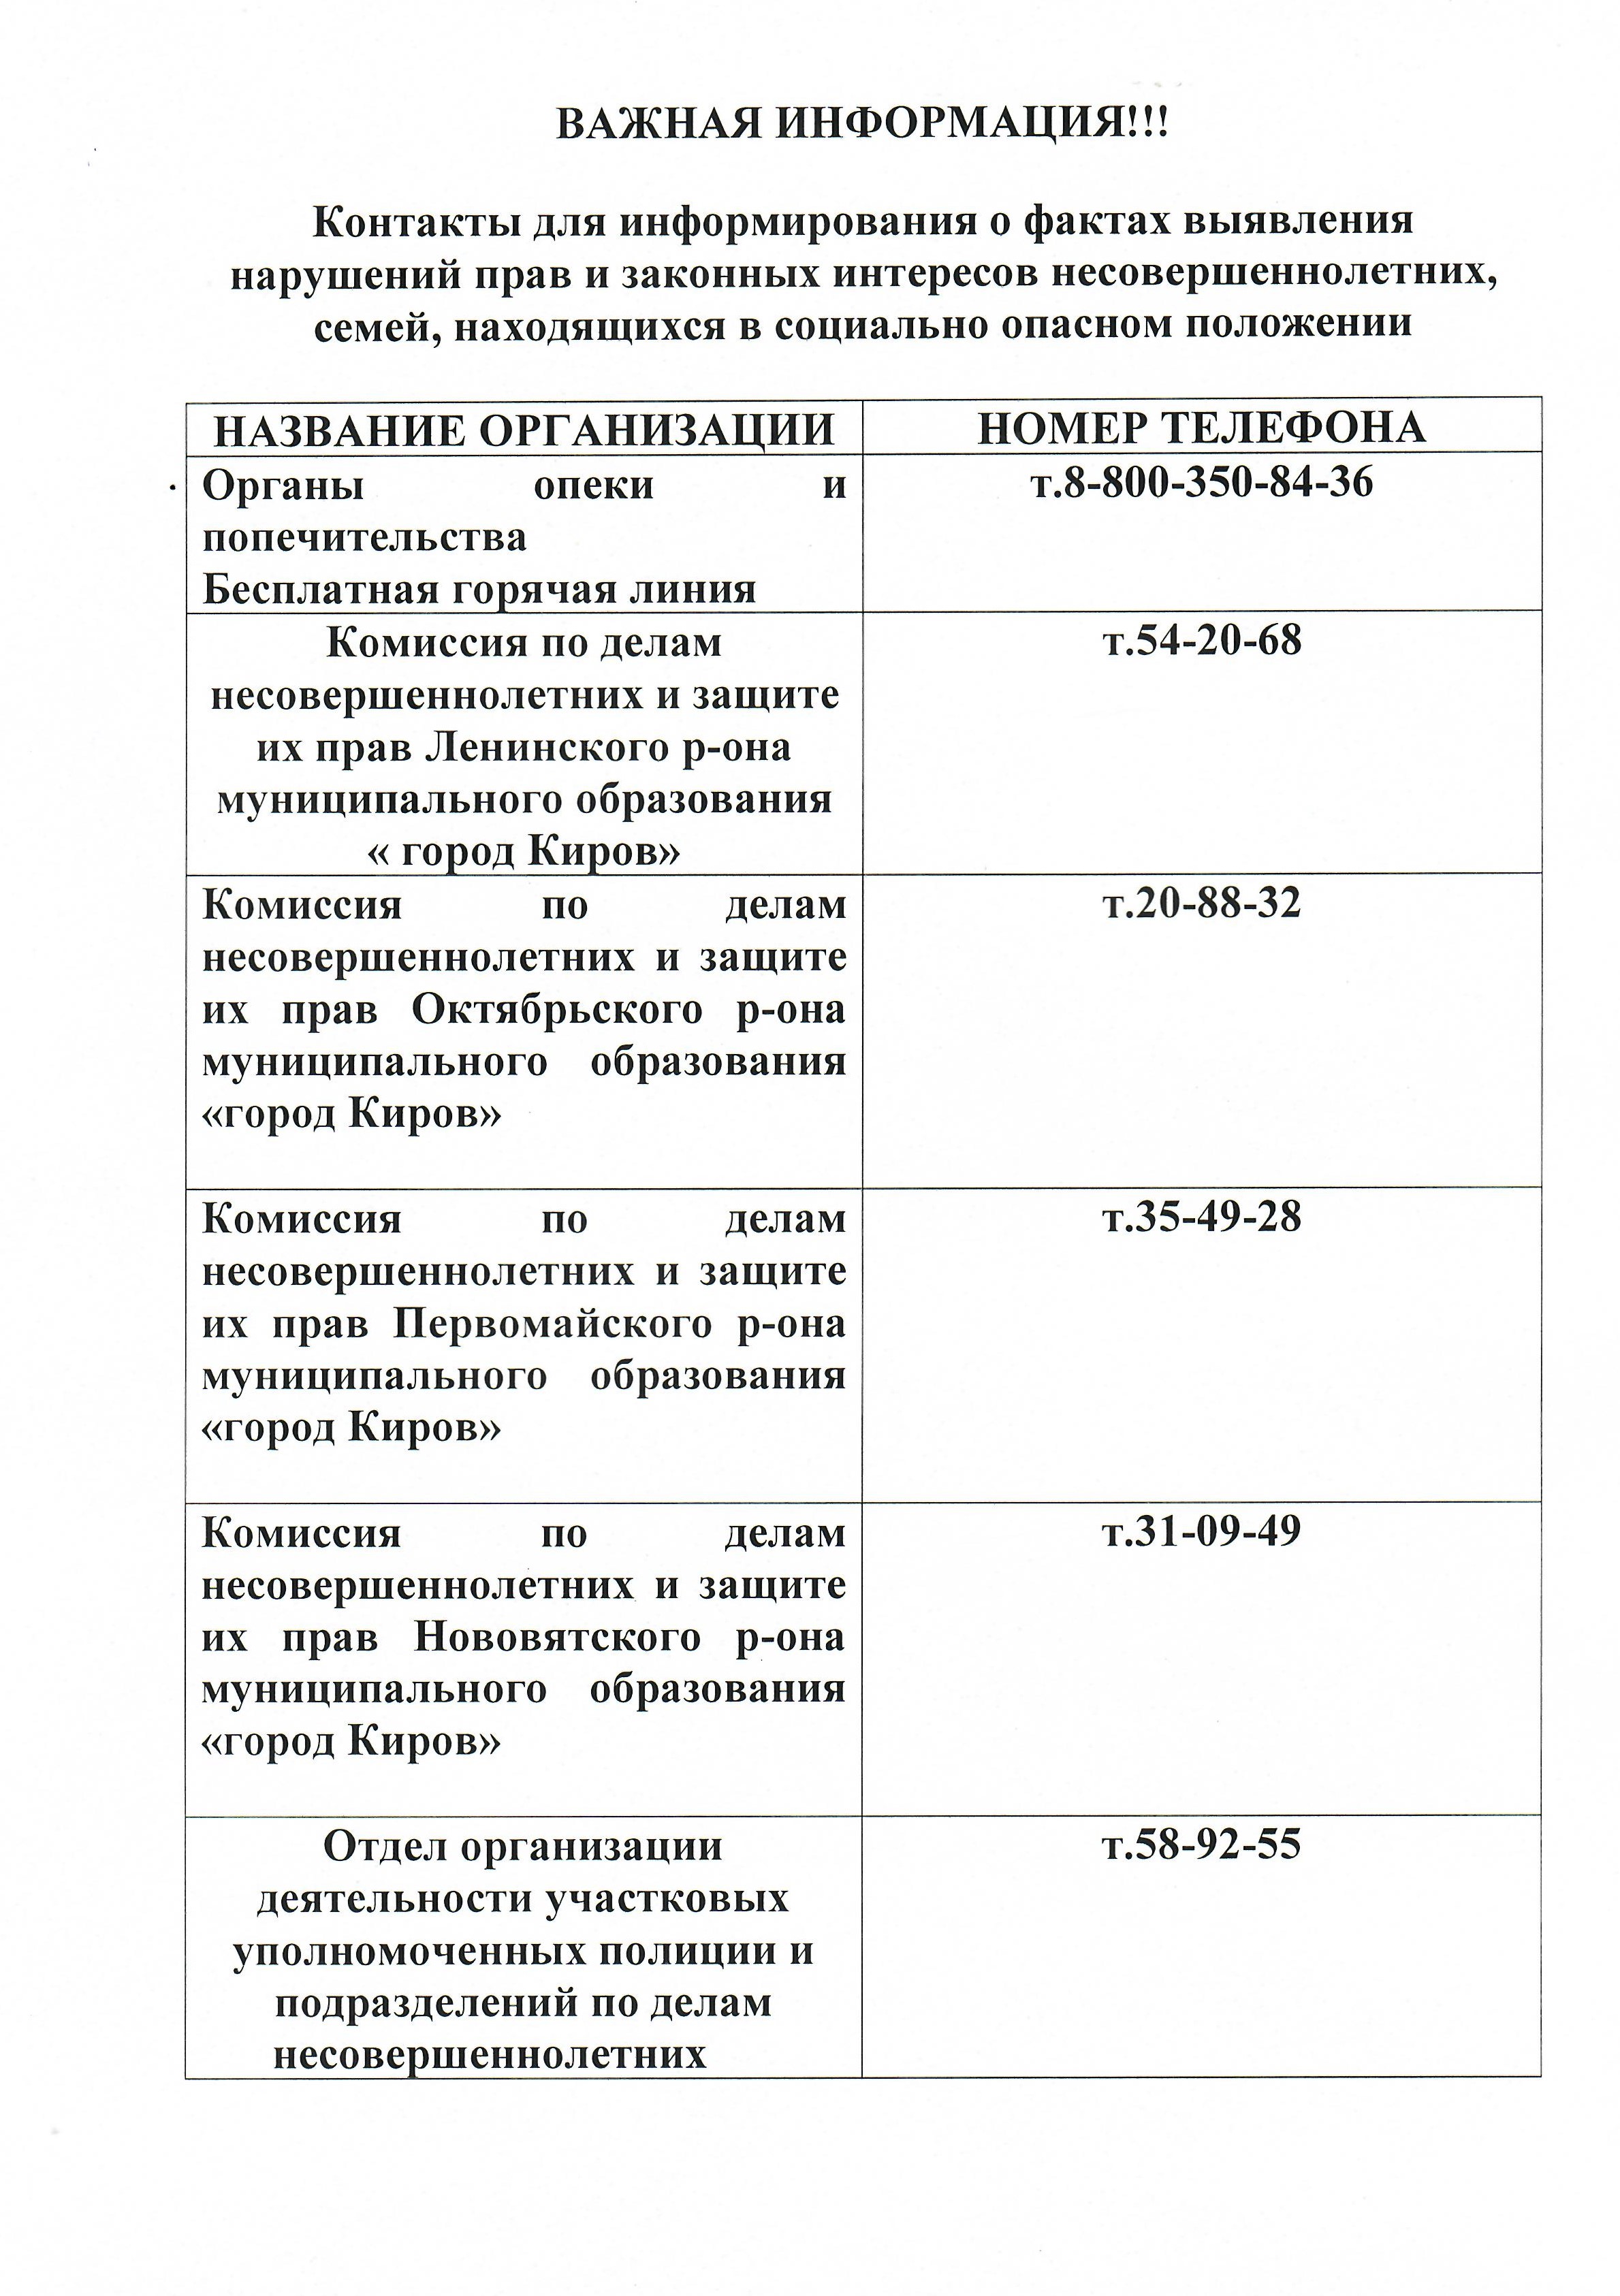 ВАЖНАЯ ИНФОРМАЦИЯ!!!
Контакты для информирования о фактах выявления
нарушений прав и законных интересов несовершеннолетних,
семей, находящихся в социально опасном положении
НАЗВАНИЕ ОРГАНИЗАЦИИ НОМЕР ТЕЛЕФОНА
Органы опеки и т.8-800-350-84-36
попечительства
Бесплатная горячая линия
Комиссия по делам т.54-20-68
несовершеннолетних и защите
их прав Ленинского р-она
муниципального образования
« город Киров»
Комиссия по делам т.20-88-32
несовершеннолетних и защите
их прав Октябрьского р-она
муниципального образования
«город Киров»
Комиссия по делам т.35-49-28
несовершеннолетних и защите
их прав Первомайского р-она
муниципального образования
«город Киров»
Комиссия по делам т.31-09-49
несовершеннолетних и защите
их прав Нововятского р-она
муниципального образования
«город Киров»
Отдел организации т.58-92-55
деятельности участковых
уполномоченных полиции и
подразделений по делам
несовершеннолетних